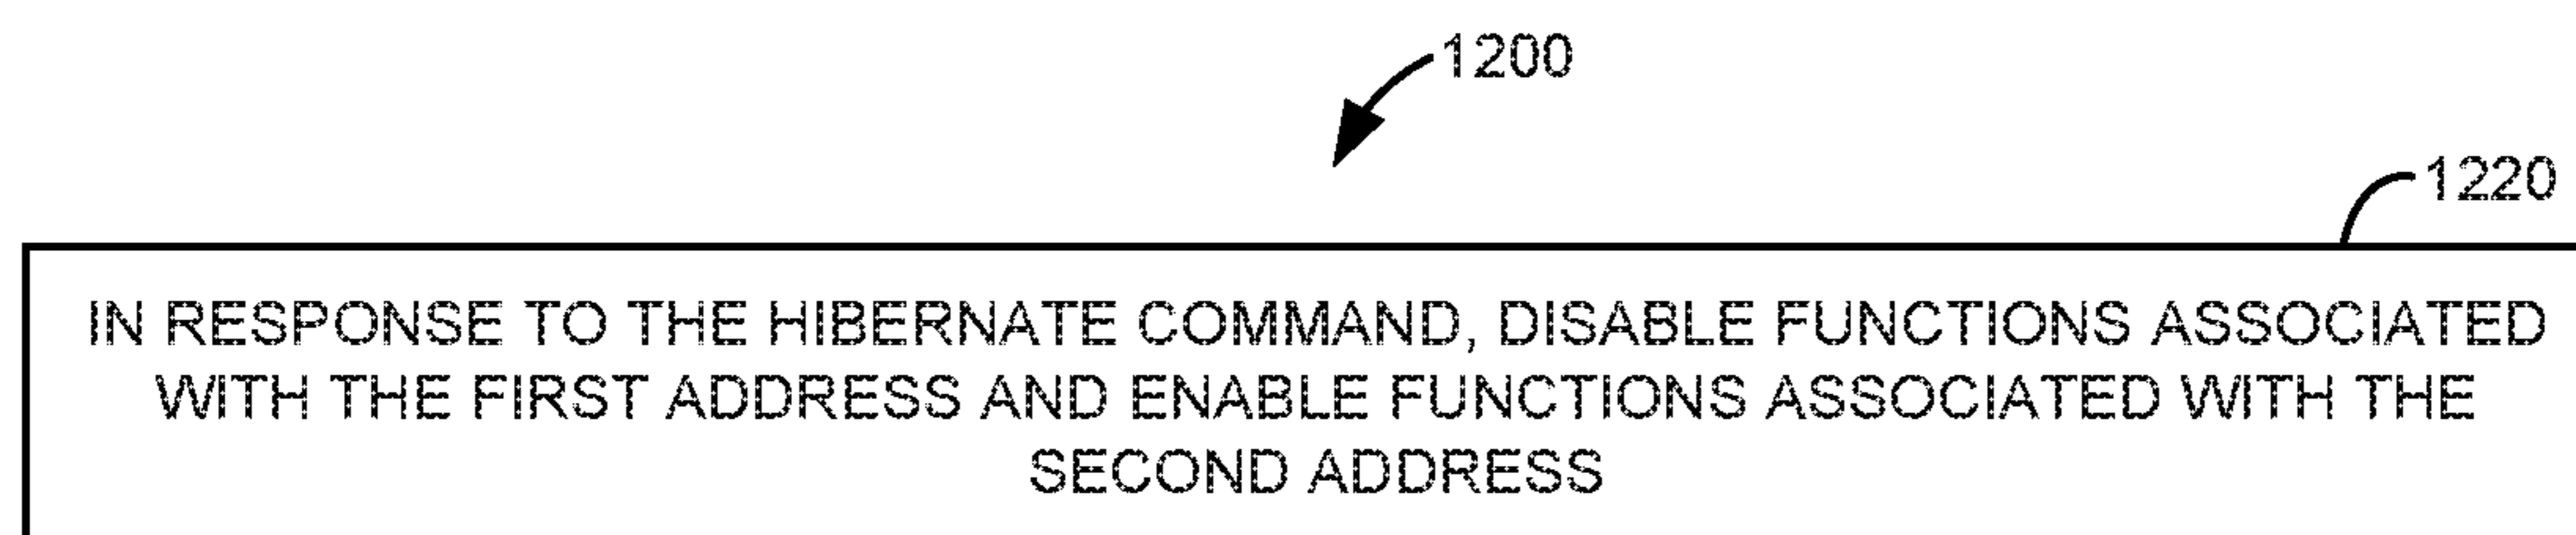 1200
1220
IN RESPONSE TO THE HIBERNATE COMMAND, DISABLE FUNCTIONS ASSOCIATED
WITH THE FIRST ADDRESS AND ENABLE FUNCTIONS ASSOCIATED WITH THE
SECOND ADDRESS